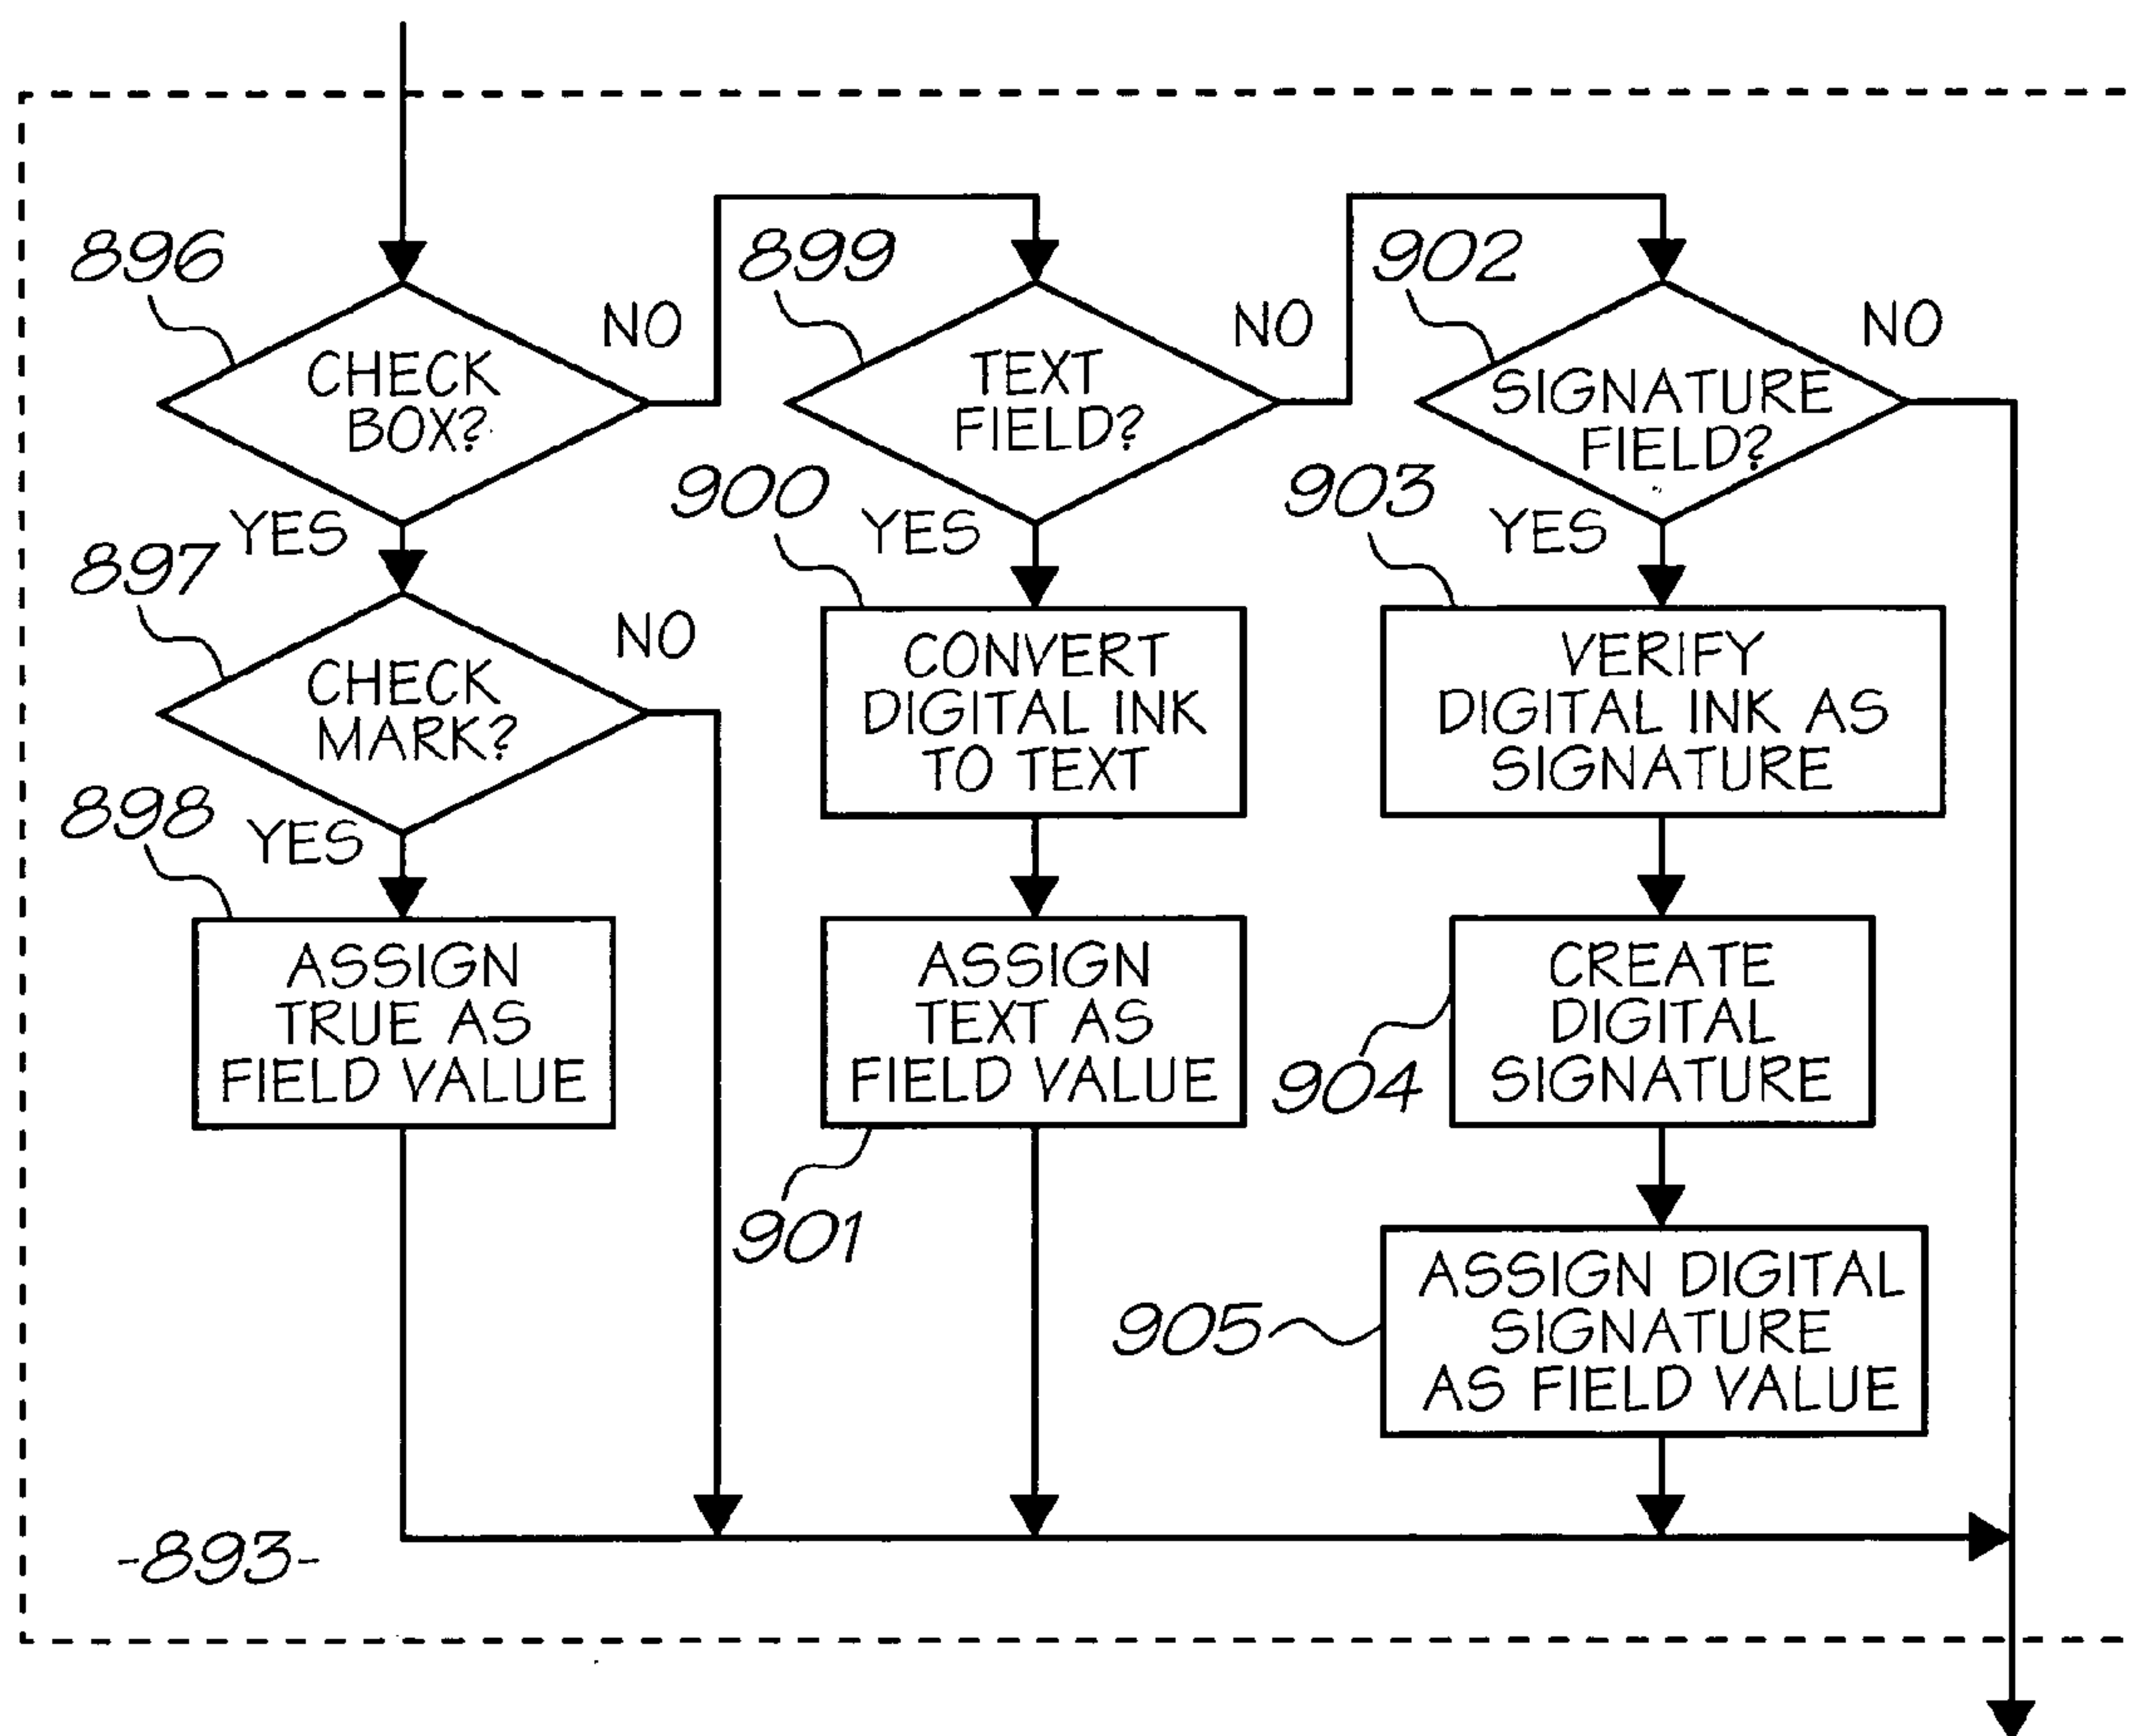 896
CHECK
BOX?
NO
YES
897
CHECK
MARK?
NO
YES
898
ASSIGN
TRUE AS
FIELD VALUE
899
TEXT
FIELD?
NO
YES
900
CONVERT
DIGITAL INK
TO TEXT
ASSIGN
TEXT AS
FIELD VALUE
901
902
SIGNATURE
FIELD?
NO
YES
903
VERIFY
DIGITAL INK AS
SIGNATURE
CREATE
DIGITAL
SIGNATURE
904
ASSIGN DIGITAL
SIGNATURE
AS FIELD VALUE
905
-893-